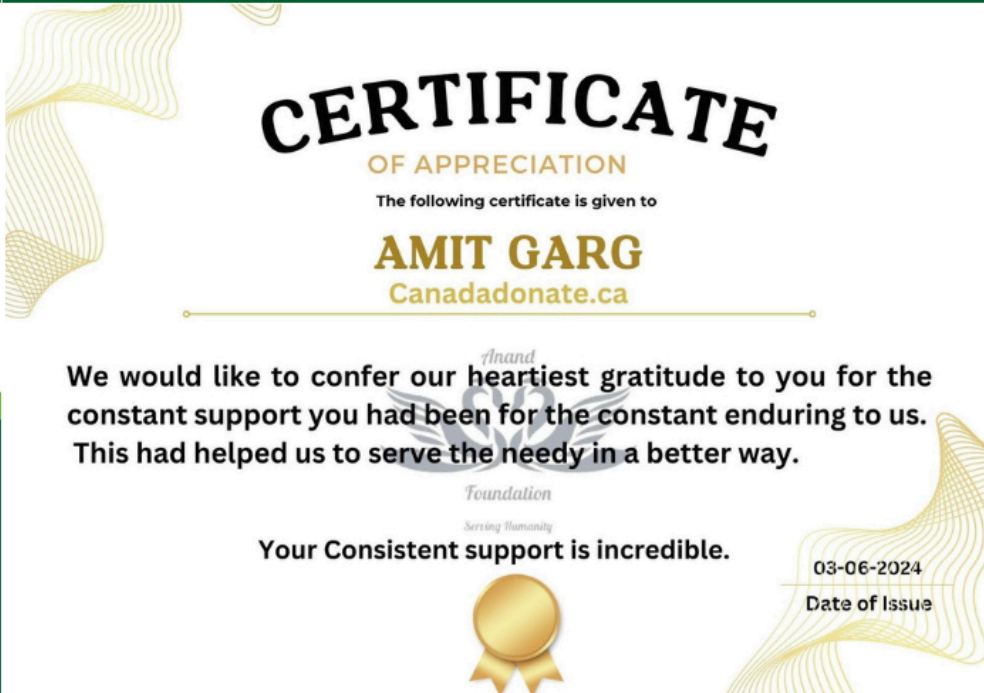 CERTIFICATE
OF APPRECIATION
The following certificate is given to
AMIT GARG
Canadadonate.ca
Anand
We would like to confer our heartiest gratitude to you for the
constant support you had been for the constant enduring to us.
This had helped us to serve the needy in a better way.
Foundation
Serving Humanity
Your Consistent support is incredible.
03-06-2024
Date of Issue